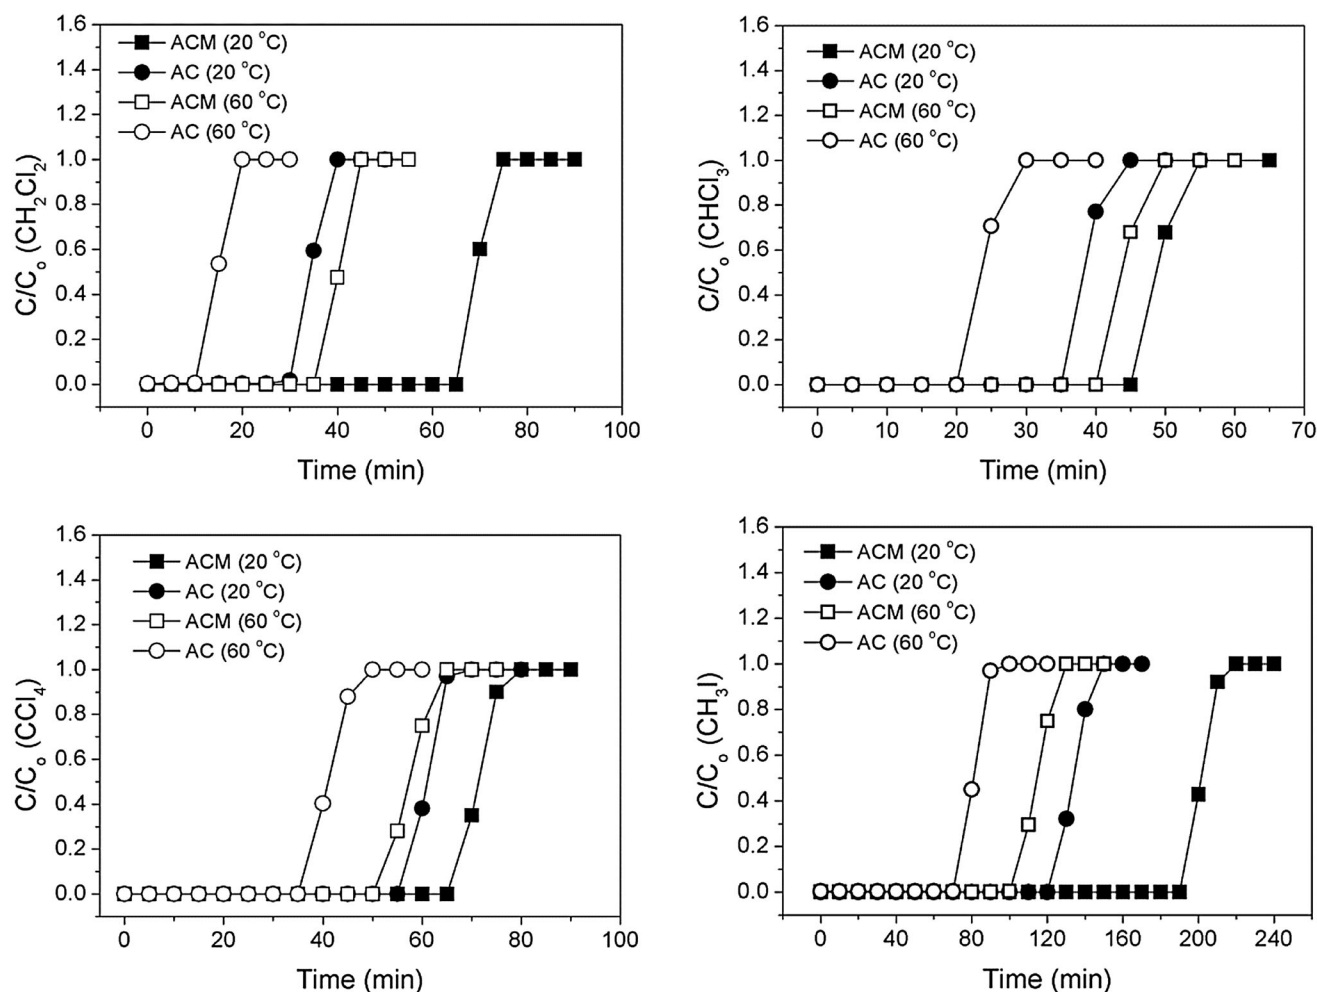 1.6
1.4
1.2
1.0
0.8
0.6
0.4
0.2
0.0
C/C₀ (CH₂Cl₂)
ACM (20 °C)
AC (20 °C)
ACM (60 °C)
AC (60 °C)
0 20 40 60 80 100
Time (min)
1.6
1.4
1.2
1.0
0.8
0.6
0.4
0.2
0.0
C/C₀ (CHCl₃)
ACM (20 °C)
AC (20 °C)
ACM (60 °C)
AC (60 °C)
0 10 20 30 40 50 60 70
Time (min)
1.6
1.4
1.2
1.0
0.8
0.6
0.4
0.2
0.0
C/C₀ (CCl₄)
ACM (20 °C)
AC (20 °C)
ACM (60 °C)
AC (60 °C)
0 20 40 60 80 100
Time (min)
1.6
1.4
1.2
1.0
0.8
0.6
0.4
0.2
0.0
C/C₀ (CH₃I)
ACM (20 °C)
AC (20 °C)
ACM (60 °C)
AC (60 °C)
0 40 80 120 160 200 240
Time (min)